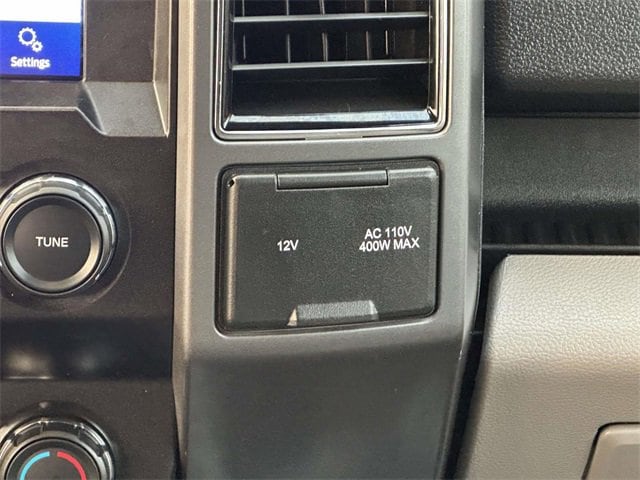 Settings
TUNE
12V
AC 110V
400W MAX